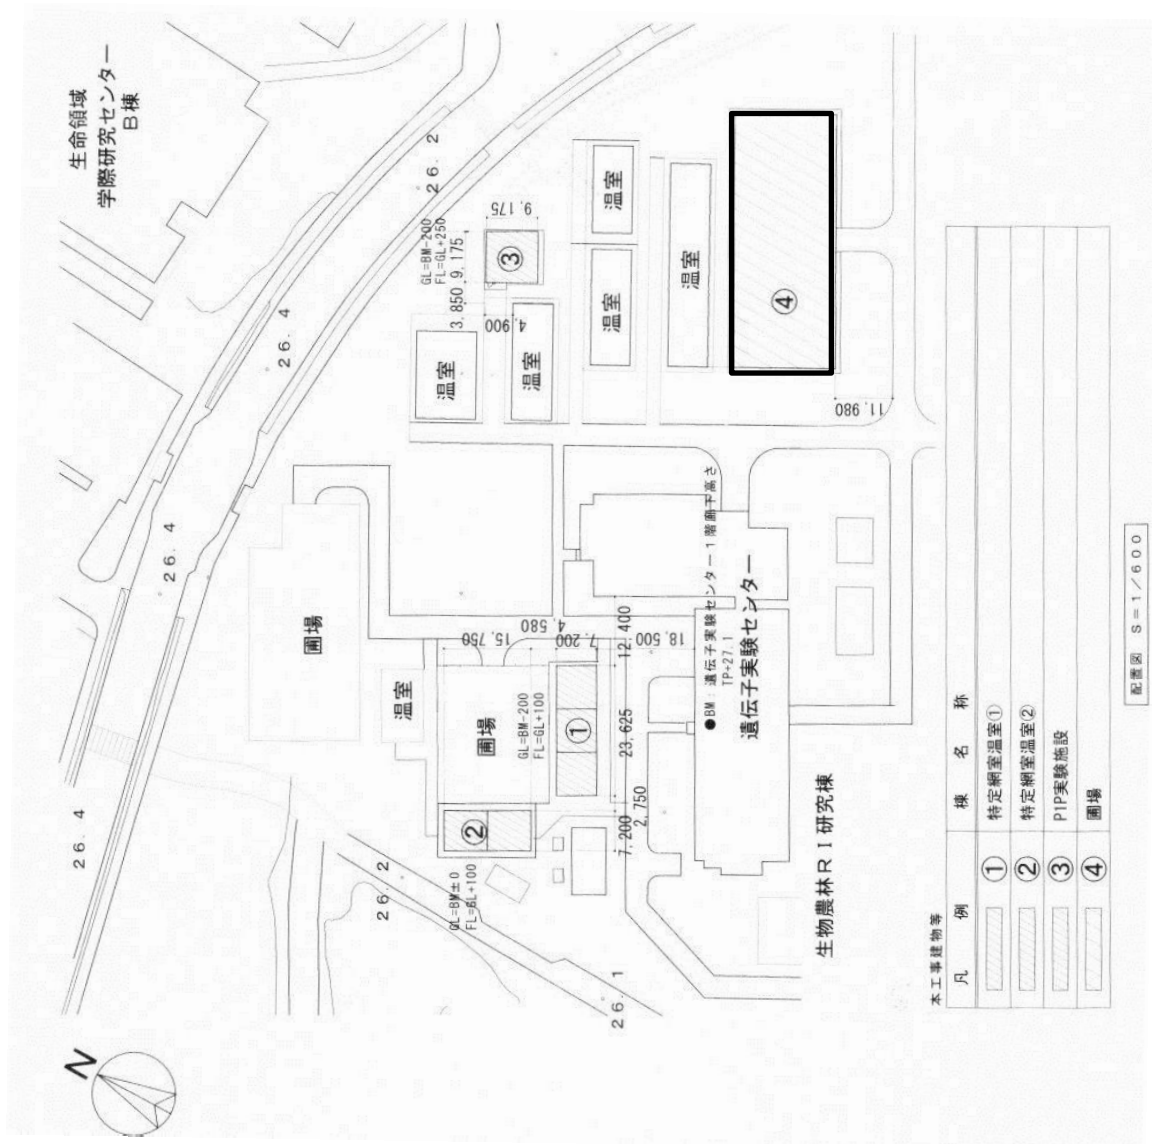 生命領域
学際研究センター
B棟
26.2
26.4
26.4
26.4
26.2
26.1
N
GL=BM-200
FL=GL+250
3,850
9,175
9,175
4,900
③
温室
温室
温室
温室
温室
④
11,980
圃場
温室
圃場
GL=BM-200
FL=GL+100
①
②
GL=BM±0
FL=GL+100
15,750
4,580
7,200
18,500
12,400
23,625
2,750
7,200
●BM:遺伝子実験センター1階廊下高さ
TP+27.1
遺伝子実験センター
生物農林RI研究棟
本工事建物等
凡 例 棟 名 称
① 特定網室温室①
② 特定網室温室②
③ P1P実験施設
④ 圃場
配置図 S=1/600